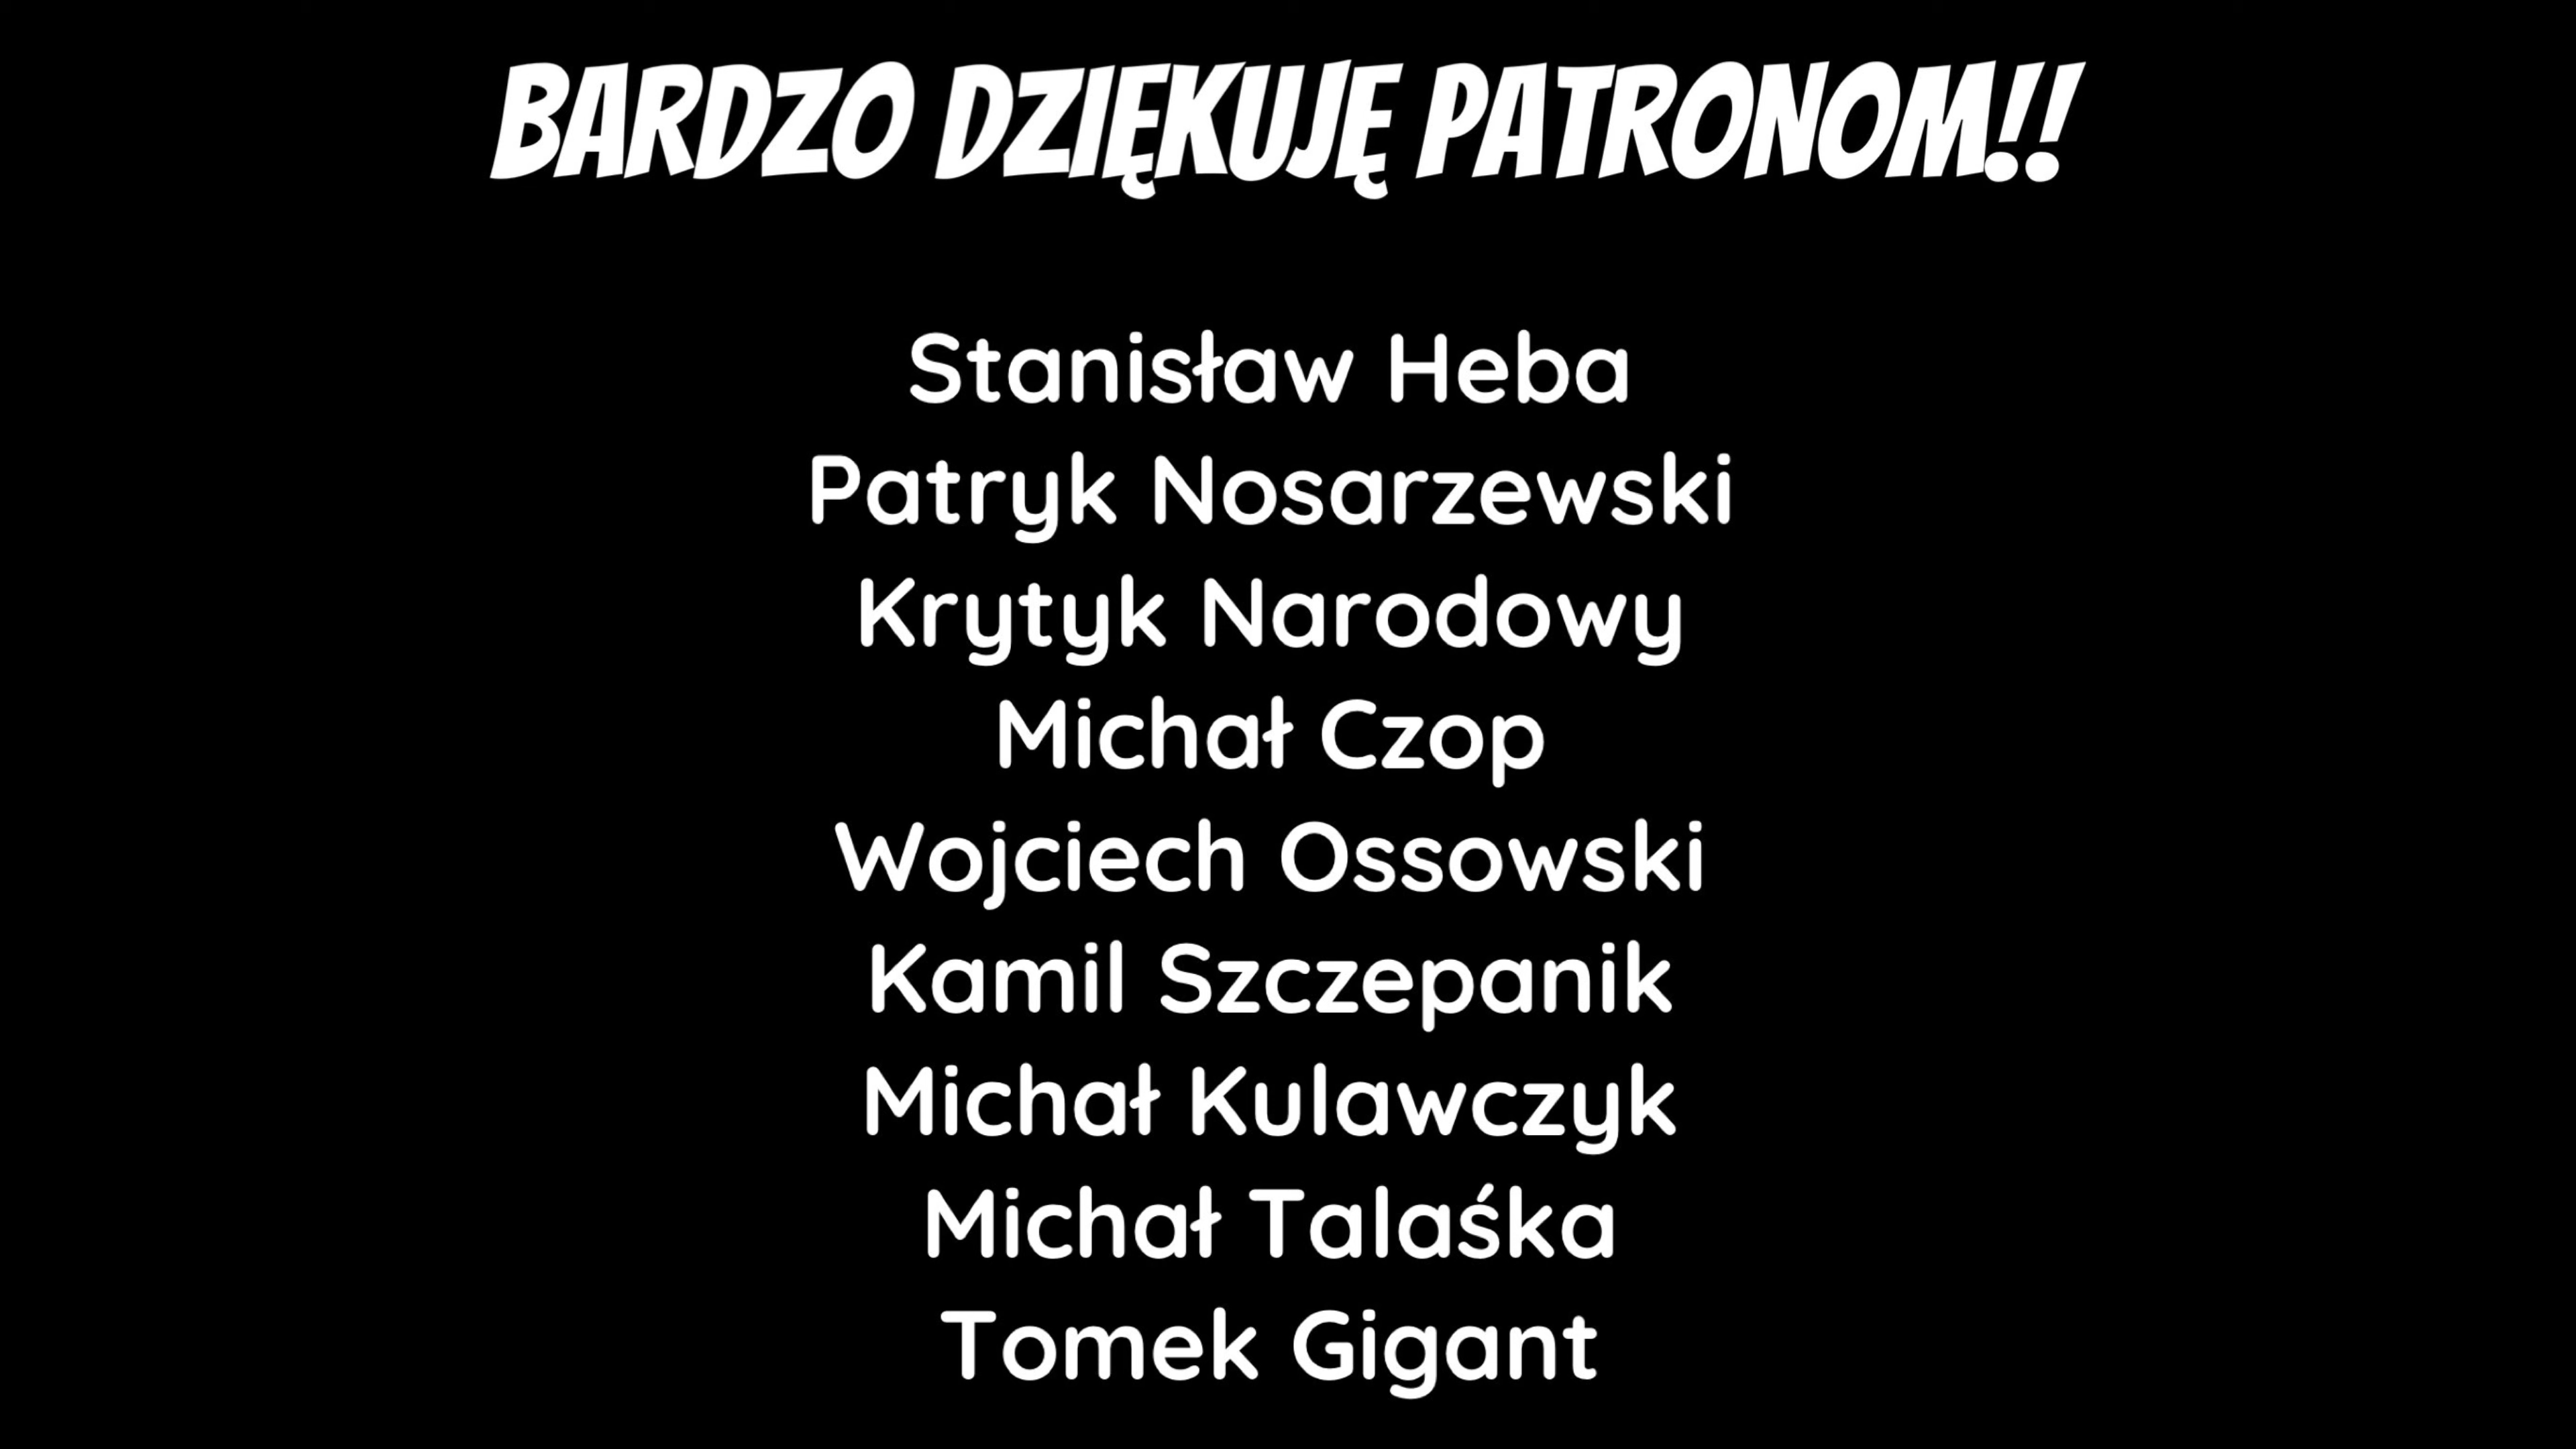 BARDZO DZIĘKUJĘ PATRONOM!!
Stanisław Heba
Patryk Nosarzewski
Krytyk Narodowy
Michał Czop
Wojciech Ossowski
Kamil Szczepanik
Michał Kulawczyk
Michał Talaśka
Tomek Gigant